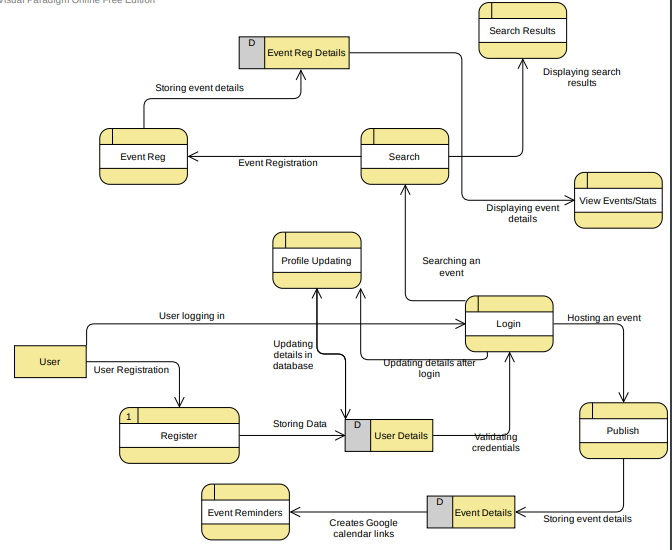 Visual Paradigm Online Free Edition
Search Results
D
Event Reg Details
Displaying search
results
Storing event details
Event Reg
Event Registration
Search
View Events/Stats
Displaying event
details
Profile Updating
Searching an
event
User logging in
Login
Hosting an event
User
User Registration
Updating
details in
database
Updating details after
login
1
Register
Storing Data
D
User Details
Validating
credentials
Publish
Event Reminders
Creates Google
calendar links
D
Event Details
Storing event details